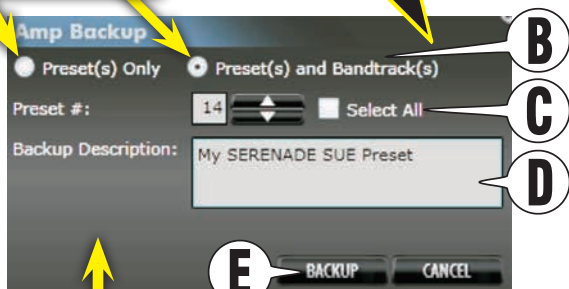 Amp Backup
B
Preset(s) Only Preset(s) and Bandtrack(s)
Preset #: 14 Select All
C
Backup Description: My SERENADE SUE Preset
D
E
BACKUP CANCEL